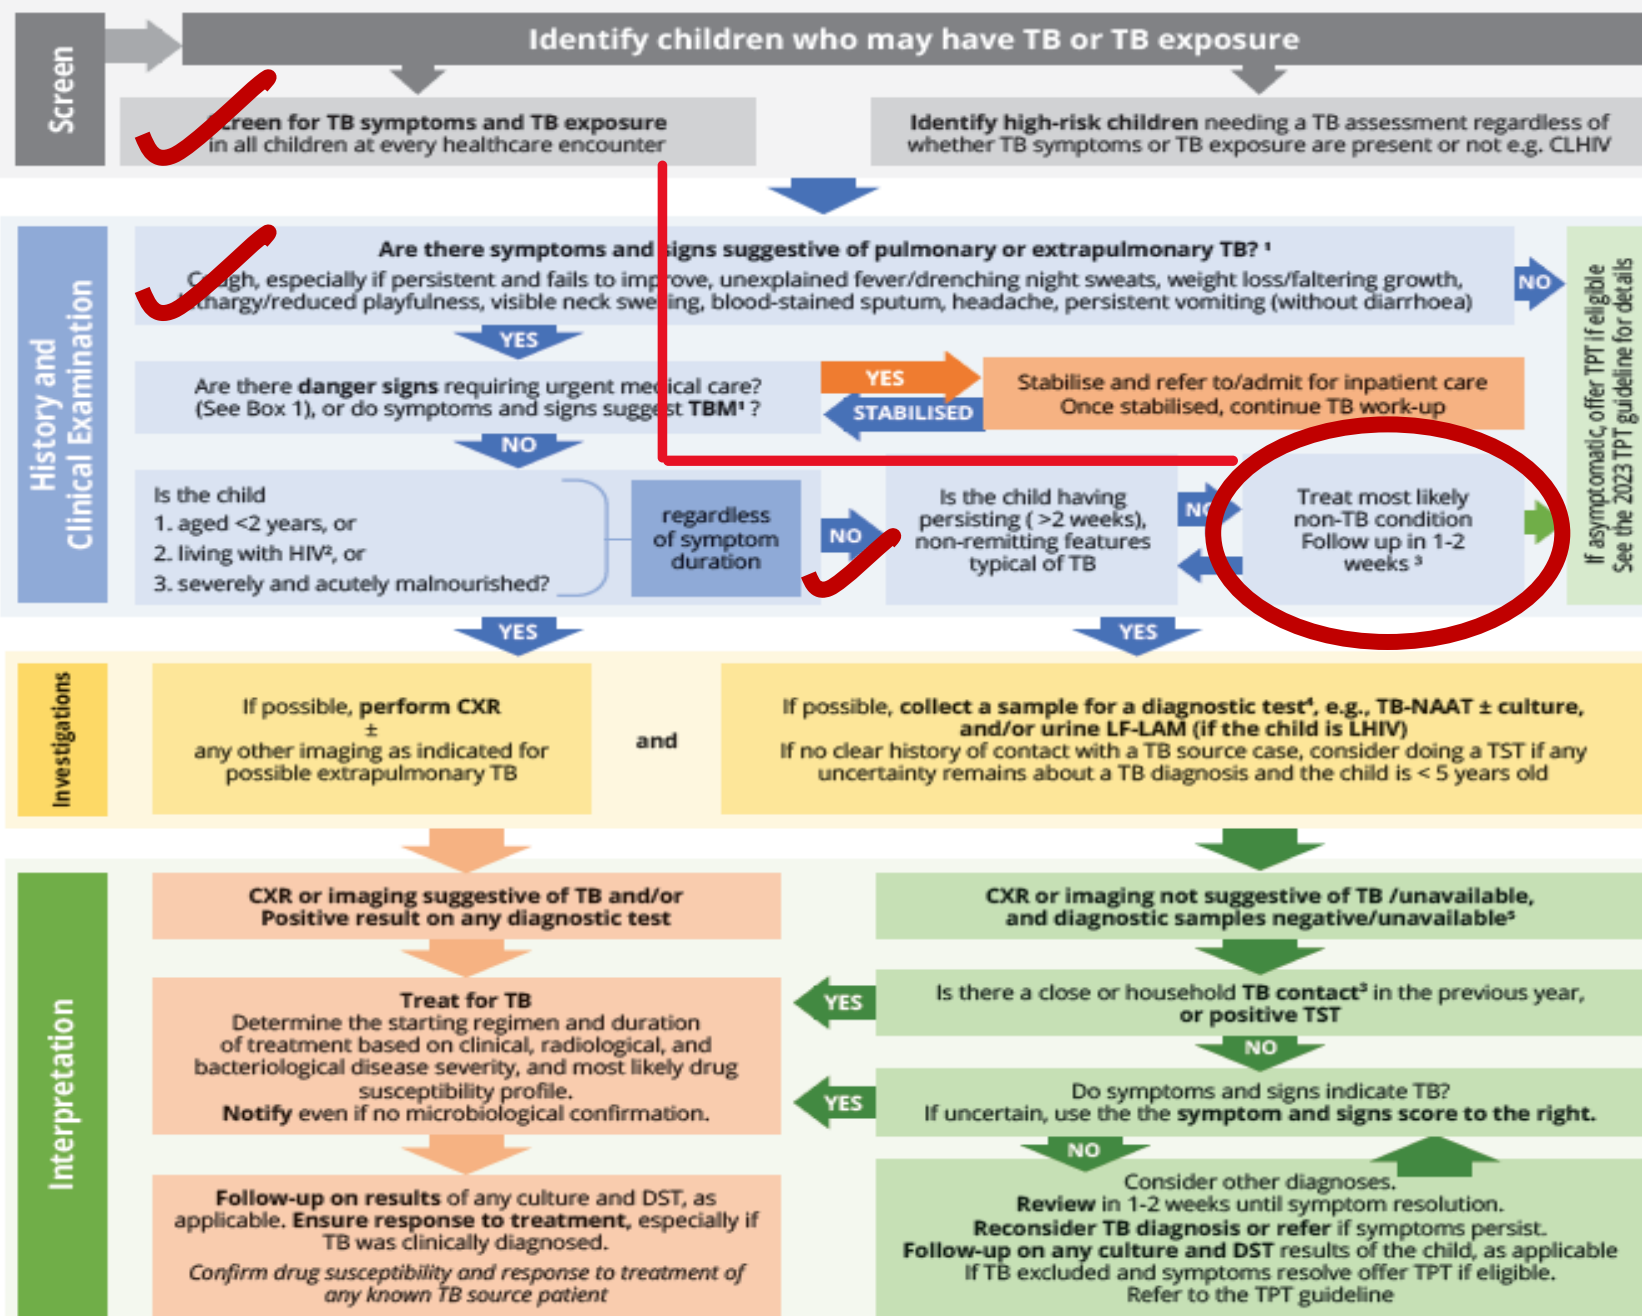 Screen
Identify children who may have TB or TB exposure
Screen for TB symptoms and TB exposure
in all children at every healthcare encounter
Identify high-risk children needing a TB assessment regardless of
whether TB symptoms or TB exposure are present or not e.g. CLHIV
History and
Clinical Examination
Are there symptoms and signs suggestive of pulmonary or extrapulmonary TB? ¹
Cough, especially if persistent and fails to improve, unexplained fever/drenching night sweats, weight loss/faltering growth,
lethargy/reduced playfulness, visible neck swelling, blood-stained sputum, headache, persistent vomiting (without diarrhoea)
NO
If asymptomatic, offer TPT if eligible
See the 2023 TPT guideline for details
YES
Are there danger signs requiring urgent medical care?
(See Box 1), or do symptoms and signs suggest TBM¹ ?
YES
STABILISED
Stabilise and refer to/admit for inpatient care
Once stabilised, continue TB work-up
NO
Is the child
1. aged <2 years, or
2. living with HIV², or
3. severely and acutely malnourished?
regardless
of symptom
duration
NO
Is the child having
persisting ( >2 weeks),
non-remitting features
typical of TB
NO
Treat most likely
non-TB condition
Follow up in 1-2
weeks ³
YES
YES
Investigations
If possible, perform CXR
±
any other imaging as indicated for
possible extrapulmonary TB
and
If possible, collect a sample for a diagnostic test⁴, e.g., TB-NAAT ± culture,
and/or urine LF-LAM (if the child is LHIV)
If no clear history of contact with a TB source case, consider doing a TST if any
uncertainty remains about a TB diagnosis and the child is < 5 years old
Interpretation
CXR or imaging suggestive of TB and/or
Positive result on any diagnostic test
CXR or imaging not suggestive of TB /unavailable,
and diagnostic samples negative/unavailable⁵
Treat for TB
Determine the starting regimen and duration
of treatment based on clinical, radiological, and
bacteriological disease severity, and most likely drug
susceptibility profile.
Notify even if no microbiological confirmation.
YES
Is there a close or household TB contact³ in the previous year,
or positive TST
NO
YES
Do symptoms and signs indicate TB?
If uncertain, use the the symptom and signs score to the right.
NO
Follow-up on results of any culture and DST, as
applicable. Ensure response to treatment, especially if
TB was clinically diagnosed.
Confirm drug susceptibility and response to treatment of
any known TB source patient
Consider other diagnoses.
Review in 1-2 weeks until symptom resolution.
Reconsider TB diagnosis or refer if symptoms persist.
Follow-up on any culture and DST results of the child, as applicable
If TB excluded and symptoms resolve offer TPT if eligible.
Refer to the TPT guideline